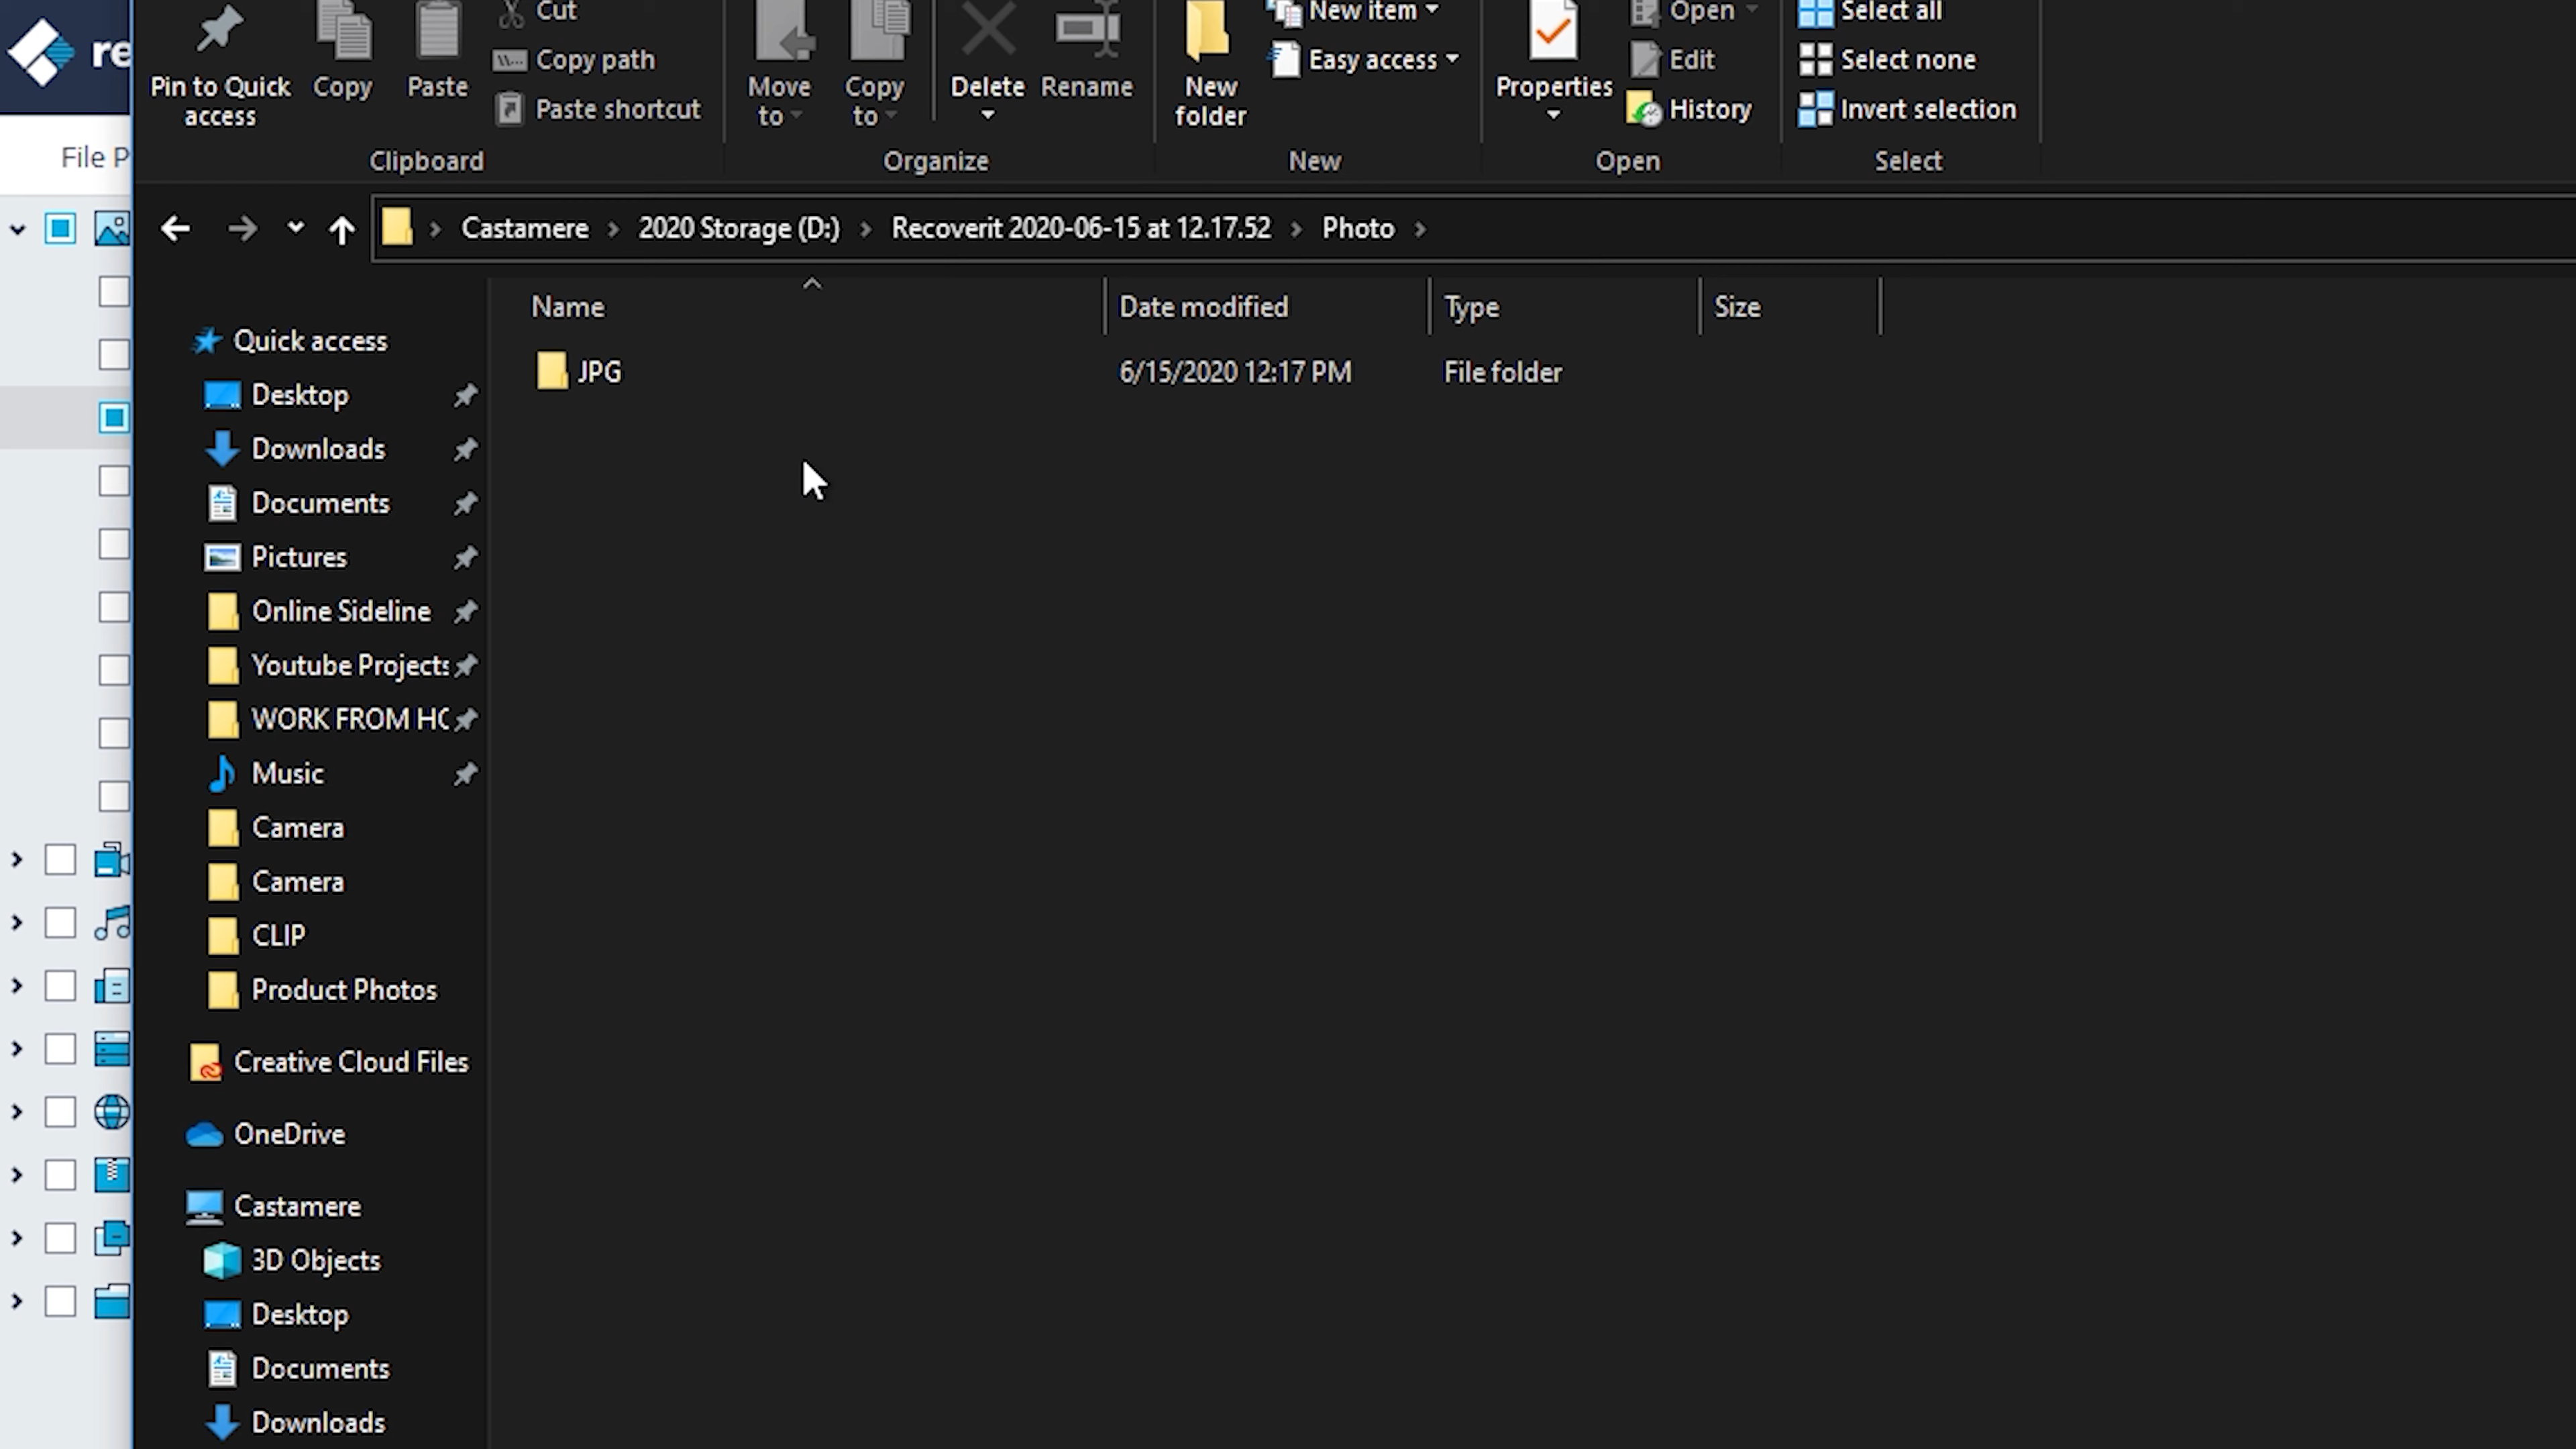 re
File P
Pin to Quick
access
Copy
Paste
Cut
Copy path
Paste shortcut
Clipboard
Move
to
Copy
to
Delete
Rename
Organize
New
folder
New item
Easy access
New
Properties
Open
Edit
History
Open
Select all
Select none
Invert selection
Select
Castamere
2020 Storage (D:)
Recoverit 2020-06-15 at 12.17.52
Photo
Name
Date modified
Type
Size
JPG
6/15/2020 12:17 PM
File folder
Quick access
Desktop
Downloads
Documents
Pictures
Online Sideline
Youtube Projects
WORK FROM HO
Music
Camera
Camera
CLIP
Product Photos
Creative Cloud Files
OneDrive
Castamere
3D Objects
Desktop
Documents
Downloads